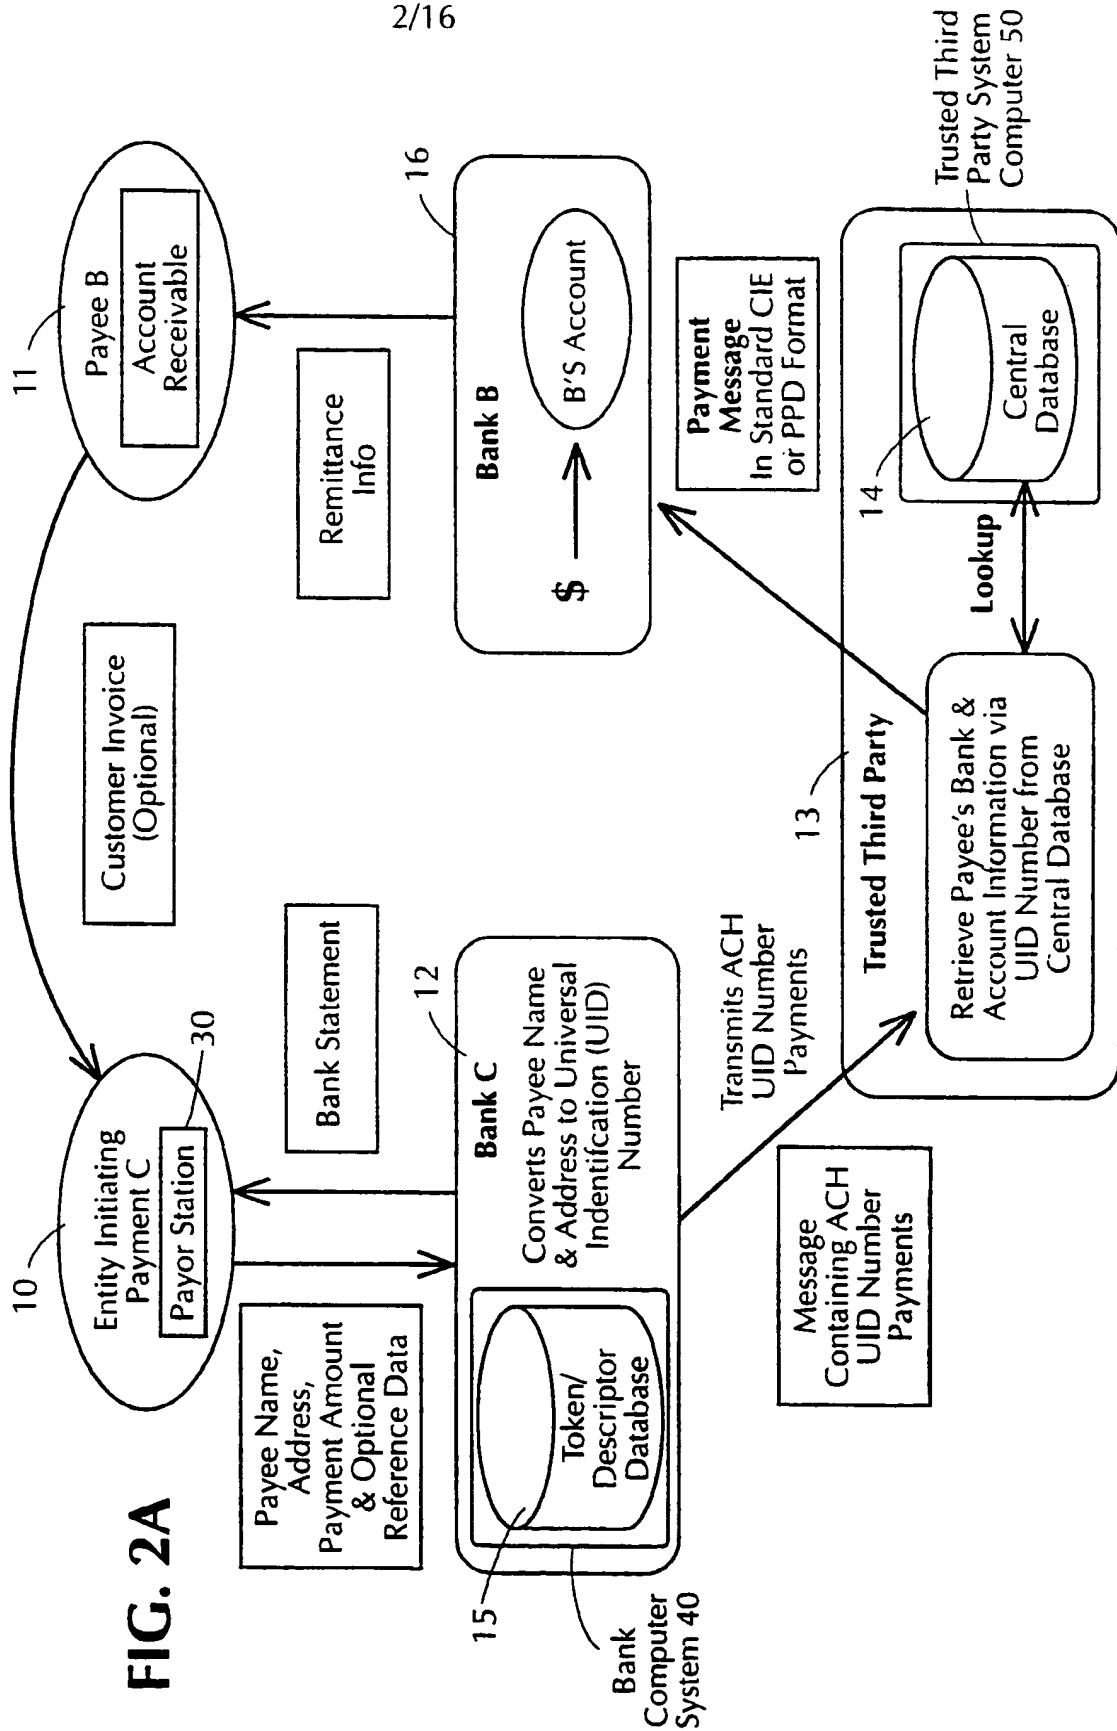 2/16
FIG. 2A
10
Entity Initiating
Payment C
Payor Station
30
Customer Invoice
(Optional)
11
Payee B
Account
Receivable
Payee Name,
Address,
Payment Amount
& Optional
Reference Data
Bank Statement
Remittance
Info
15
Token/
Descriptor
Database
Bank
Computer
System 40
Bank C
12
Converts Payee Name
& Address to Universal
Indentifcation (UID)
Number
Bank B
16
$
B'S Account
Message
Containing ACH
UID Number
Payments
Transmits ACH
UID Number
Payments
Payment
Message
In Standard CIE
or PPD Format
13
Trusted Third Party
Retrieve Payee's Bank &
Account Information via
UID Number from
Central Database
Lookup
14
Central
Database
Trusted Third
Party System
Computer 50